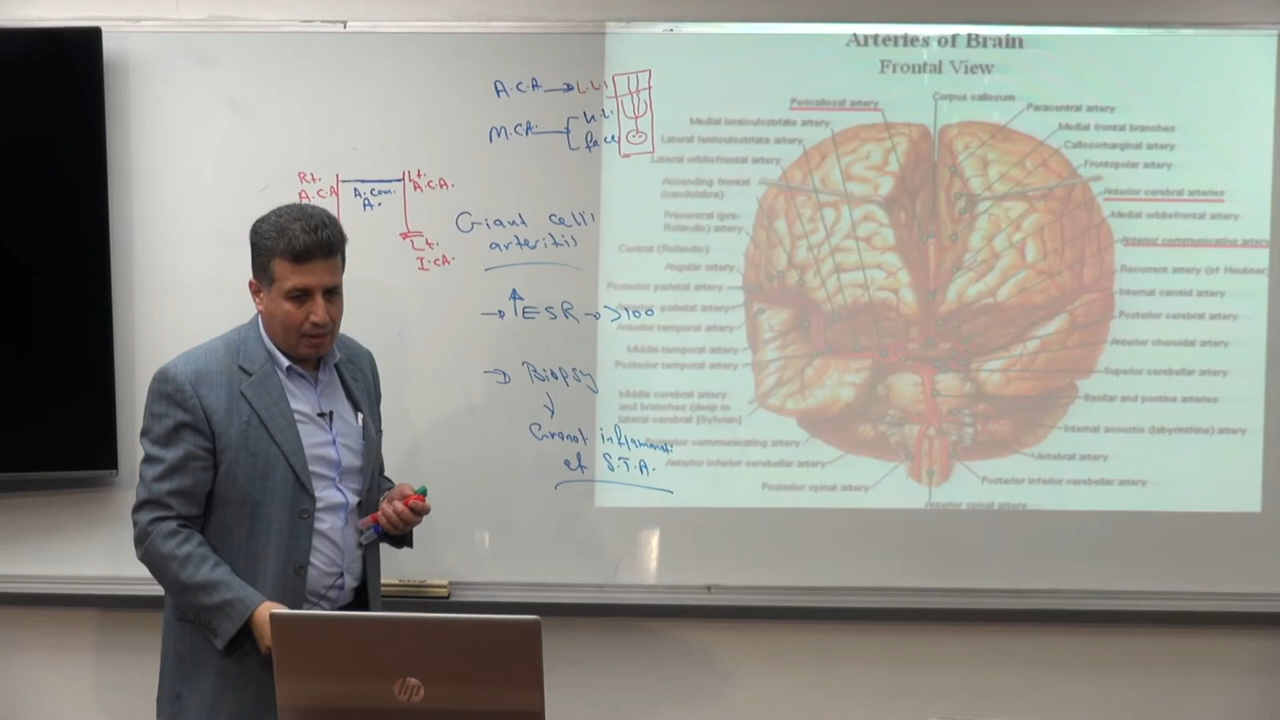 Arteries of Brain
Frontal View
Pericallosal artery
Medial lenticulostriate artery
Lateral lenticulostriate artery
Lateral orbitofrontal artery
Ascending frontal
(candelabra)
Precentral (pre-
Rolandic) artery
Central (Rolandic)
Angular artery
Posterior parietal artery
Anterior parietal artery
Anterior temporal artery
Middle temporal artery
Posterior temporal artery
Middle cerebral artery
and branches (deep in
lateral cerebral (Sylvian)
communicating artery
Anterior inferior cerebellar artery
Posterior spinal artery
Corpus callosum
Paracentral artery
Medial frontal branches
Callosomarginal artery
Frontopolar artery
Anterior cerebral arteries
Medial orbitofrontal artery
Anterior communicating artery
Recurrent artery (of Heubner)
Internal carotid artery
Posterior cerebral artery
Anterior choroidal artery
Superior cerebellar artery
Basilar and pontine arteries
Internal acoustic (labyrinthine) artery
Vertebral artery
Posterior inferior cerebellar artery
Anterior spinal artery
A.C.A → L.L.
M.CA. U.L.
face
Rt.
A.C.A
A.com.
A.
Lt.
A.C.A.
Lt.
I.CA.
Giant cells
arteritis
→ ↑ ESR → >100
→ Biopsy
↓
of S.T.A.
hp